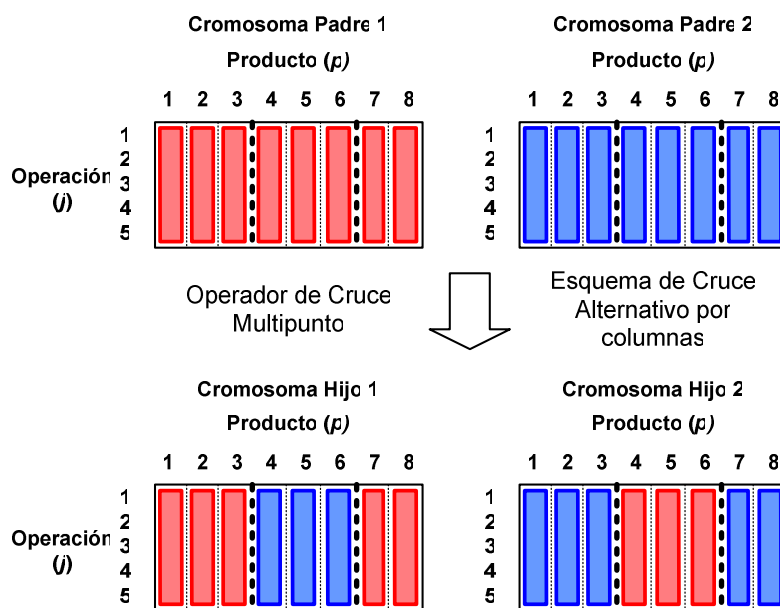 Cromosoma Padre 1
Producto (p)
1 2 3 4 5 6 7 8
Operación
(j)
1
2
3
4
5
Cromosoma Padre 2
Producto (p)
1 2 3 4 5 6 7 8
1
2
3
4
5
Operador de Cruce
Multipunto
Esquema de Cruce
Alternativo por
columnas
Cromosoma Hijo 1
Producto (p)
1 2 3 4 5 6 7 8
Operación
(j)
1
2
3
4
5
Cromosoma Hijo 2
Producto (p)
1 2 3 4 5 6 7 8
1
2
3
4
5